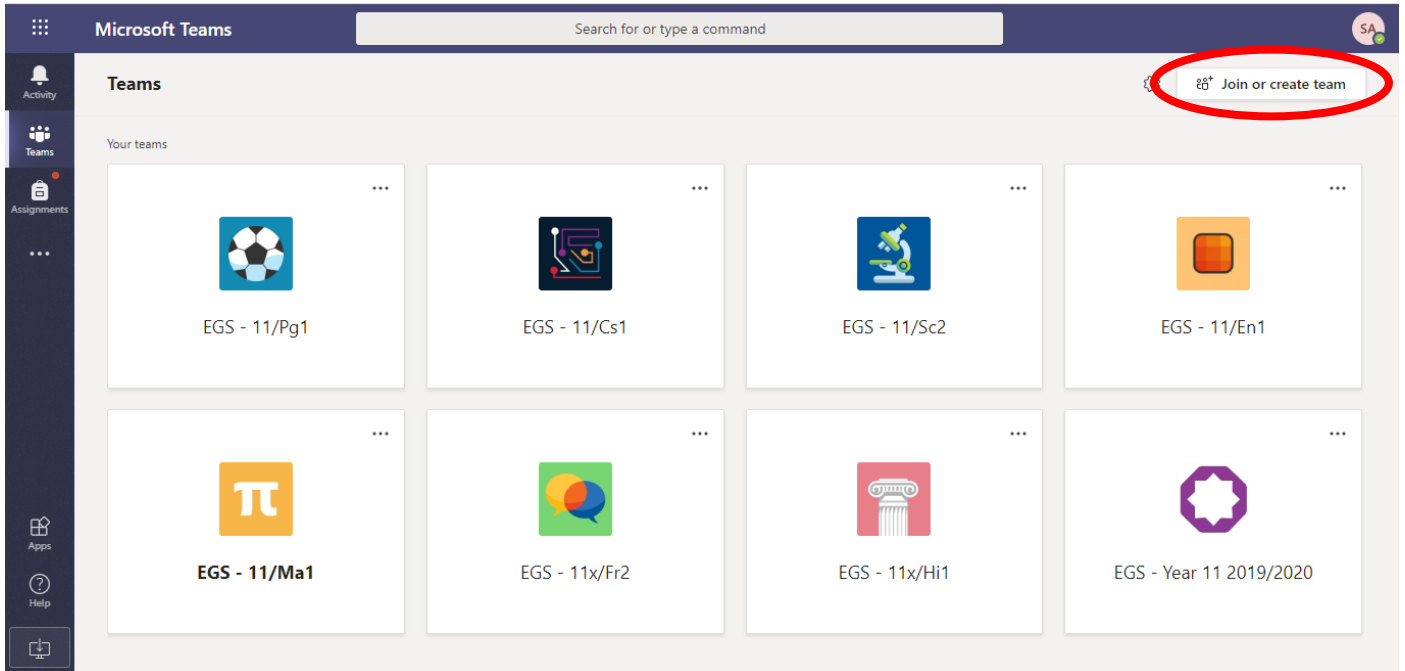 Microsoft Teams
Search for or type a command
SA
Activity
Teams
Join or create team
Teams
Your teams
Assignments
EGS - 11/Pg1
EGS - 11/Cs1
EGS - 11/Sc2
EGS - 11/En1
π
EGS - 11/Ma1
EGS - 11x/Fr2
EGS - 11x/Hi1
EGS - Year 11 2019/2020
Apps
Help